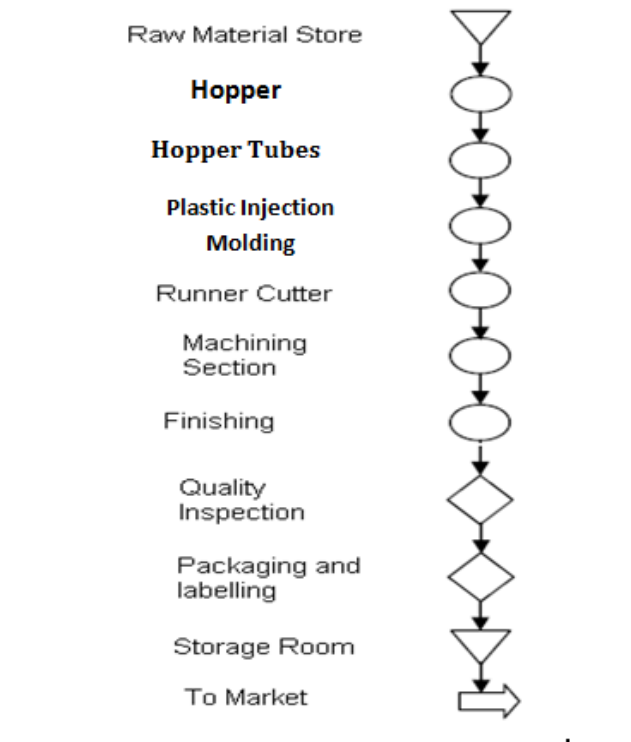 Raw Material Store
Hopper
Hopper Tubes
Plastic Injection
Molding
Runner Cutter
Machining
Section
Finishing
Quality
Inspection
Packaging and
labelling
Storage Room
To Market